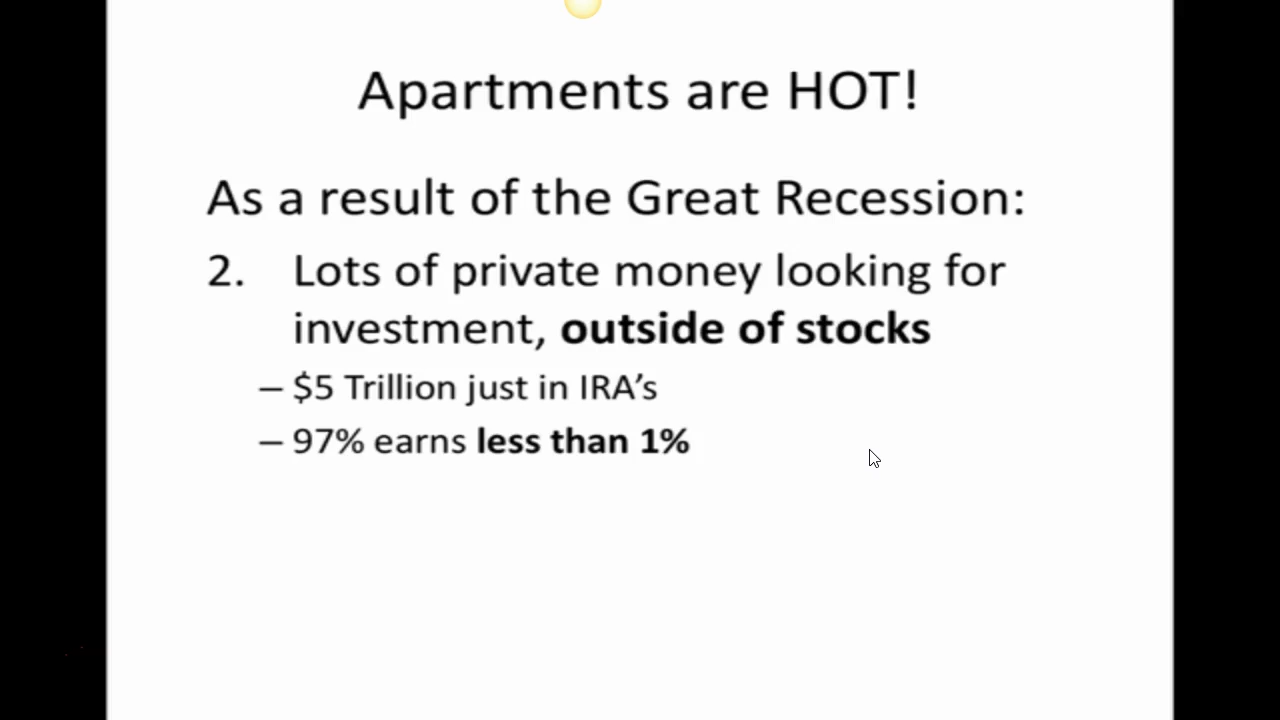 Apartments are HOT!
As a result of the Great Recession:
2. Lots of private money looking for
investment, outside of stocks
– $5 Trillion just in IRA’s
– 97% earns less than 1%